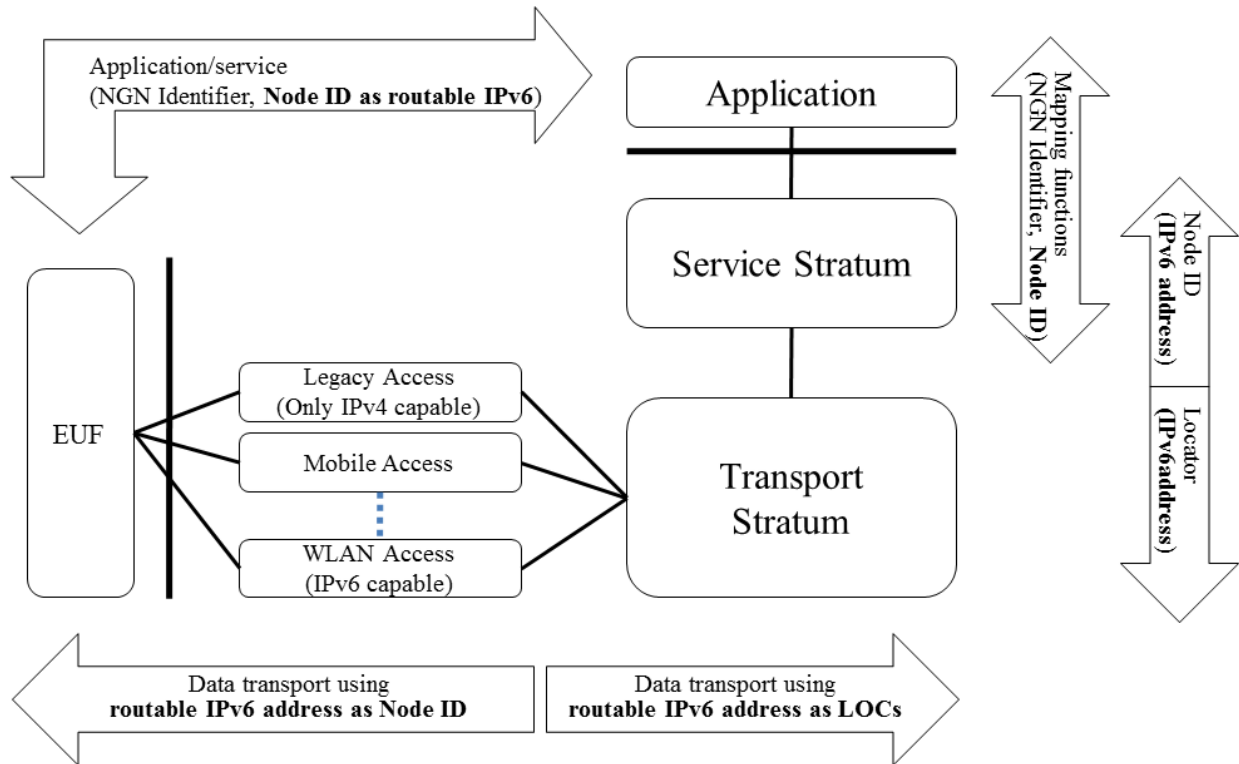 Application/service
(NGN Identifier, Node ID as routable IPv6)
Application
Mapping functions
(NGN Identifier, Node ID)
Service Stratum
Node ID
(IPv6 address)
EUF
Legacy Access
(Only IPv4 capable)
Mobile Access
WLAN Access
(IPv6 capable)
Transport
Stratum
Locator
(IPv6address)
Data transport using
routable IPv6 address as Node ID
Data transport using
routable IPv6 address as LOCs